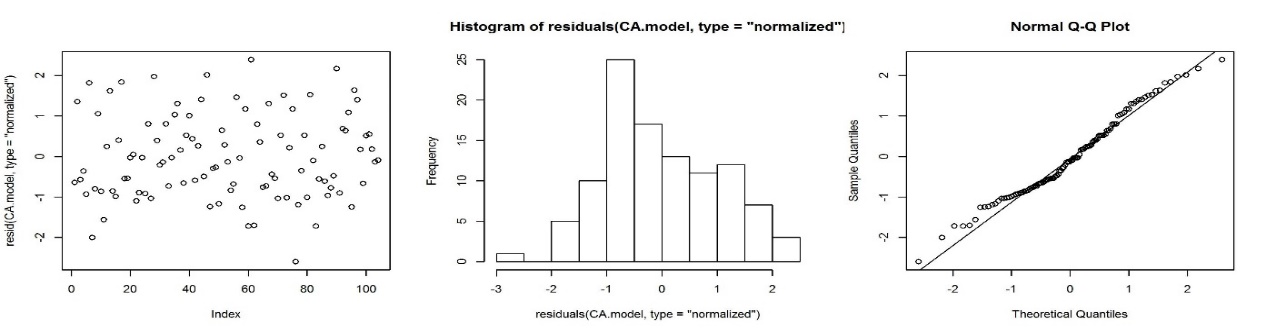 resid(CA.model, type = "normalized")
2
1
0
-1
-2
0 20 40 60 80 100
Index
Histogram of residuals(CA.model, type = "normalized")
Frequency
25
20
15
10
5
0
-3 -2 -1 0 1 2
residuals(CA.model, type = "normalized")
Normal Q-Q Plot
Sample Quantiles
2
1
0
-1
-2
-2 -1 0 1 2
Theoretical Quantiles